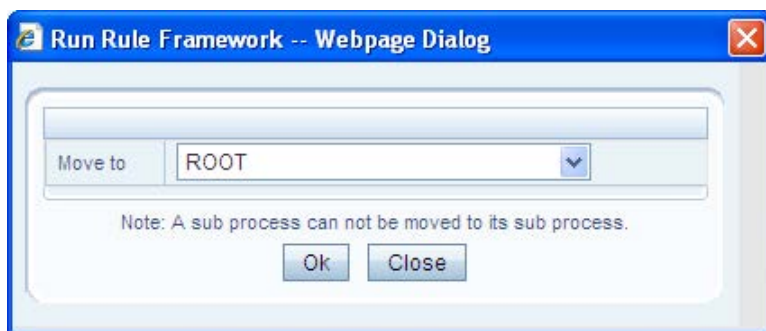 Run Rule Framework -- Webpage Dialog
Move to ROOT
Note: A sub process can not be moved to its sub process.
Ok Close